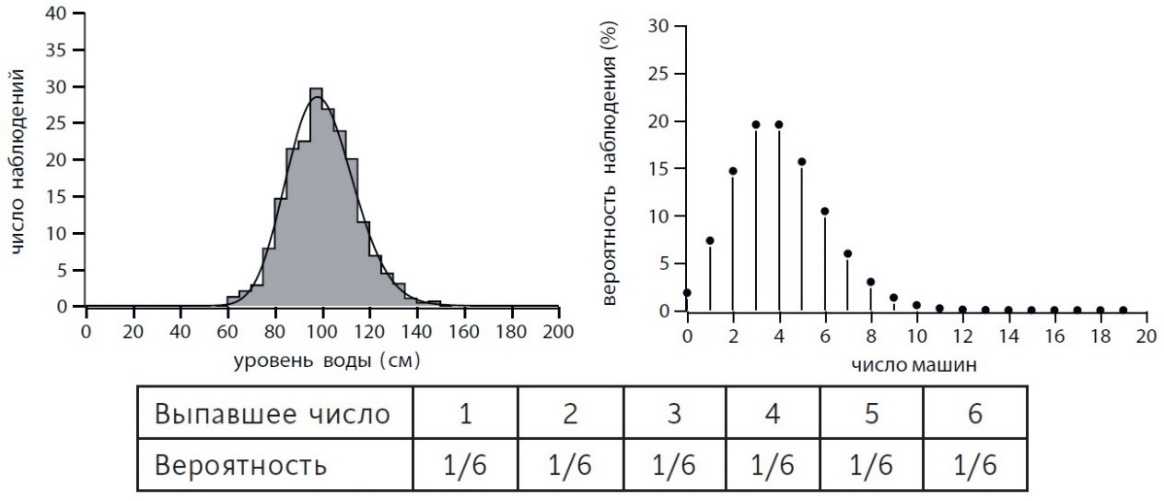 число наблюдений
40
35
30
25
20
15
10
5
0
0 20 40 60 80 100 120 140 160 180 200
уровень воды (см)
вероятность наблюдения (%)
30
25
20
15
10
5
0
0 2 4 6 8 10 12 14 16 18 20
число машин
Выпавшее число 1 2 3 4 5 6
Вероятность 1/6 1/6 1/6 1/6 1/6 1/6